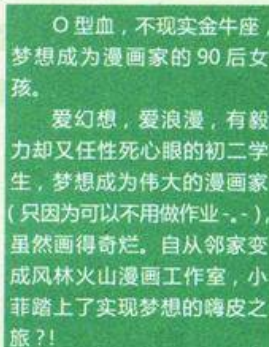 O 型血，不现实金牛座，
梦想成为漫画家的 90 后女
孩。
爱幻想，爱浪漫，有毅
力却又任性死心眼的初二学
生，梦想成为伟大的漫画家
（只因为可以不用做作业 -.- ），
虽然画得奇烂。自从邻家变
成风林火山漫画工作室，小
菲踏上了实现梦想的嗨皮之
旅？！